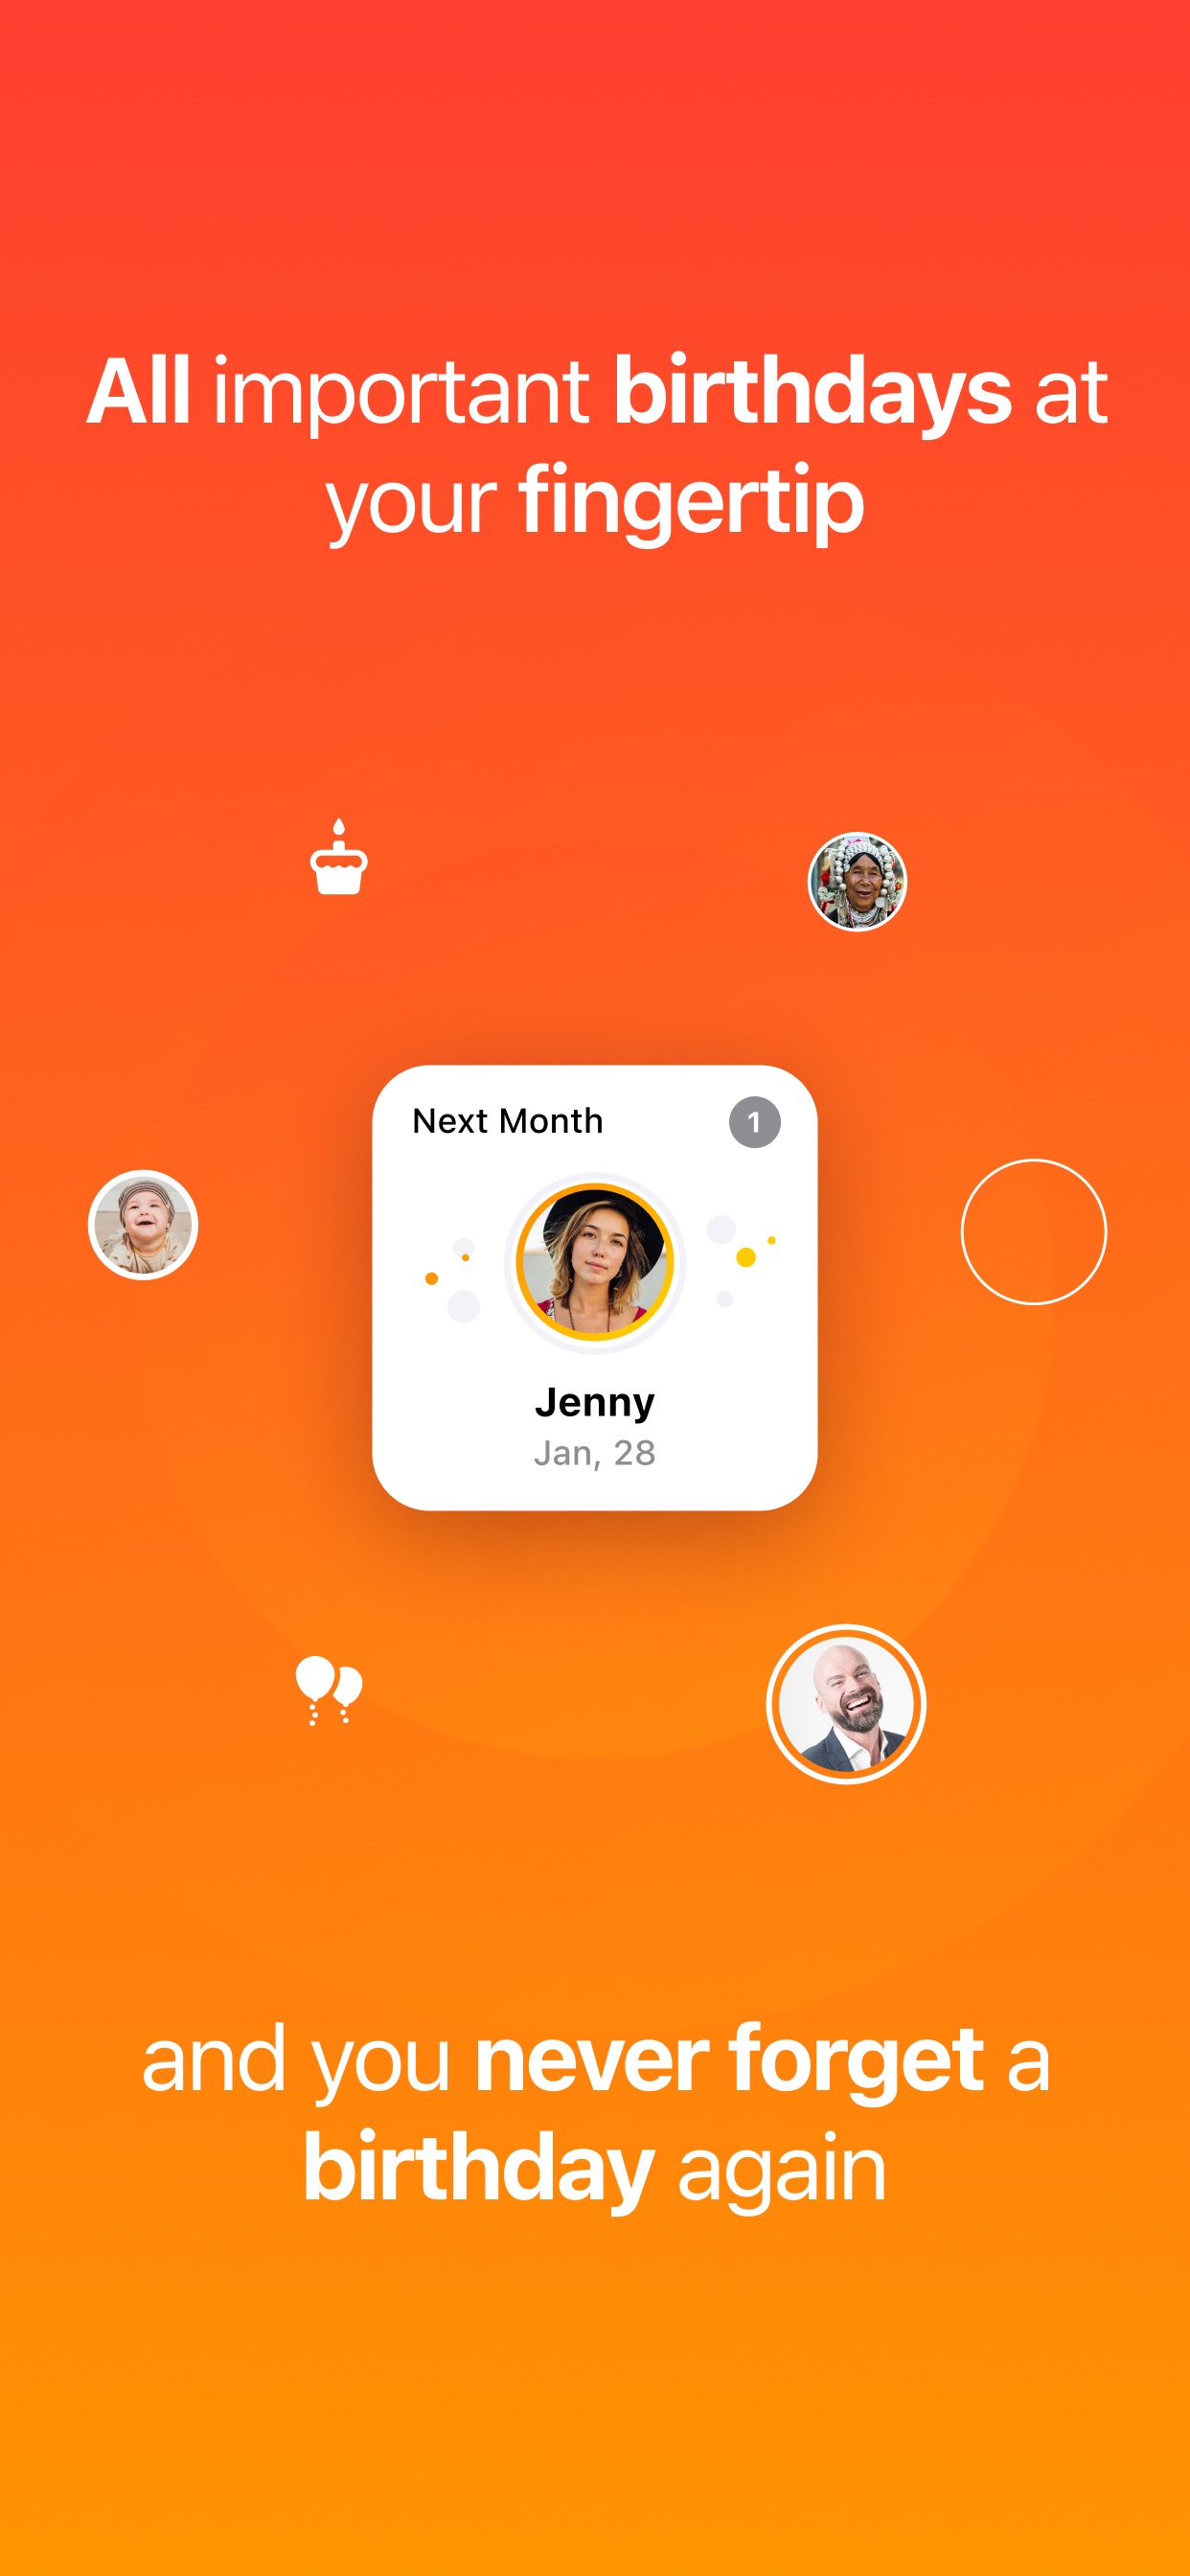 All important birthdays at
your fingertip
Next Month
1
Jenny
Jan, 28
and you never forget a
birthday again